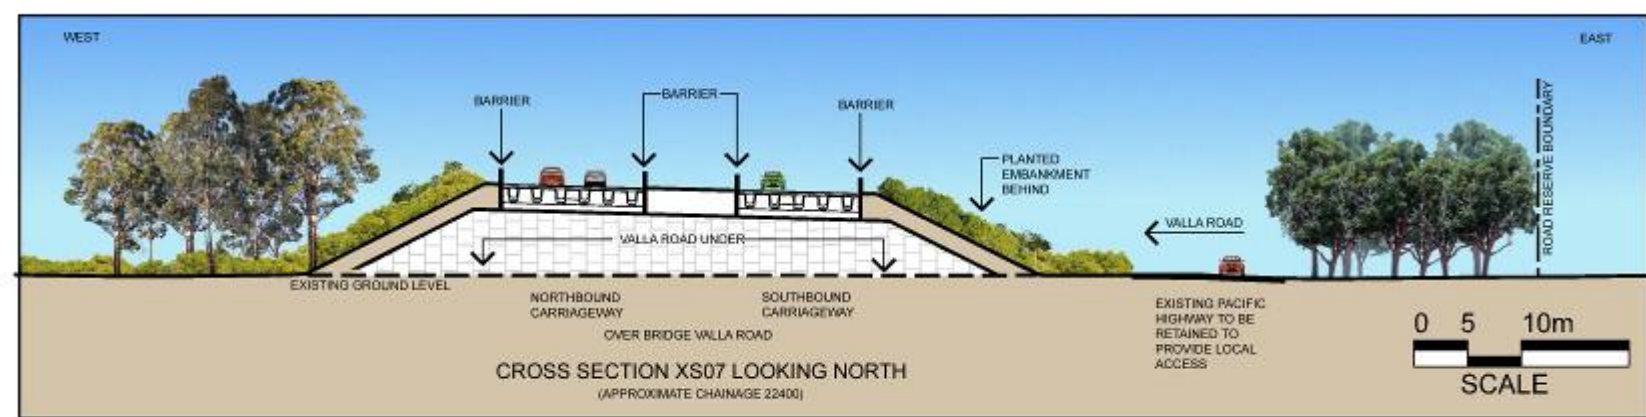 WEST
EAST
BARRIER
BARRIER
BARRIER
PLANTED
EMBANKMENT
BEHIND
VALLA ROAD
ROAD RESERVE BOUNDARY
VALLA ROAD UNDER
EXISTING GROUND LEVEL
NORTHBOUND
CARRIAGEWAY
SOUTHBOUND
CARRIAGEWAY
OVER BRIDGE VALLA ROAD
EXISTING PACIFIC
HIGHWAY TO BE
RETAINED TO
PROVIDE LOCAL
ACCESS
0 5 10m
SCALE
CROSS SECTION XS07 LOOKING NORTH
(APPROXIMATE CHAINAGE 22400)